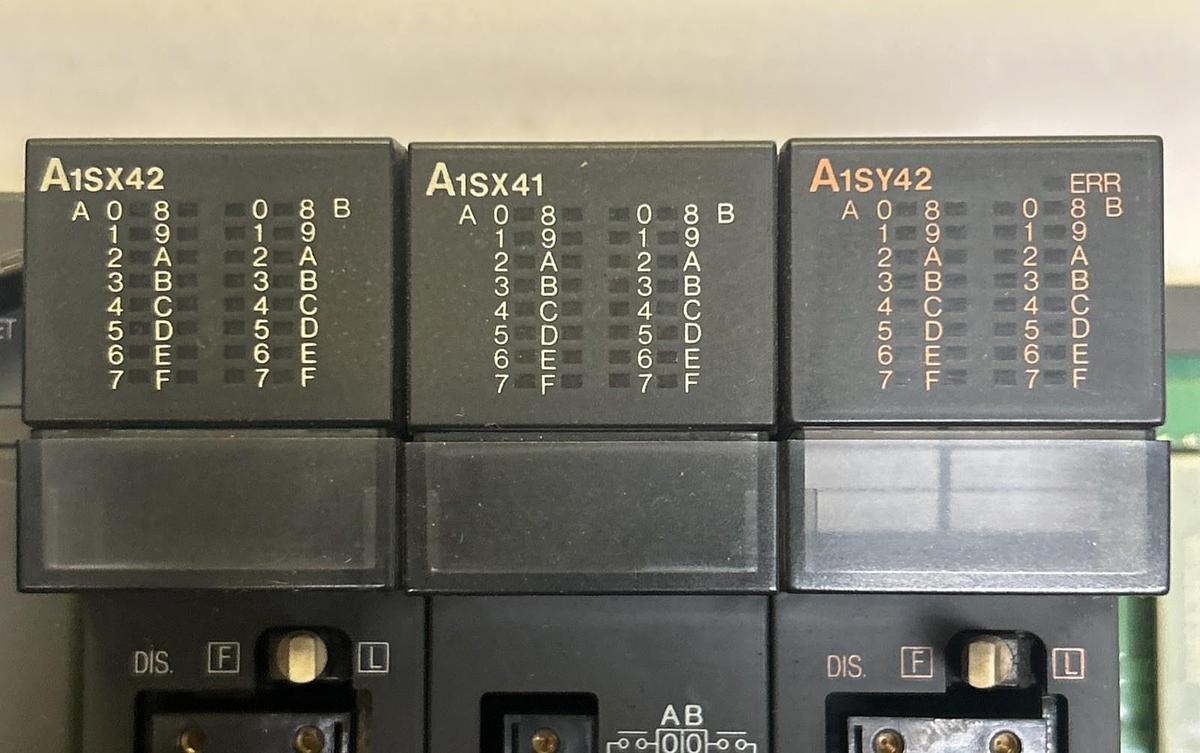 A1SX42
A 0 8 0 8 B
1 9 1 9
2 A 2 A
3 B 3 B
4 C 4 C
5 D 5 D
6 E 6 E
7 F 7 F
DIS. F L
A1SX41
A 0 8 0 8 B
1 9 1 9
2 A 2 A
3 B 3 B
4 C 4 C
5 D 5 D
6 E 6 E
7 F 7 F
AB
00
A1SY42
ERR
A 0 8 0 8 B
1 9 1 9
2 A 2 A
3 B 3 B
4 C 4 C
5 D 5 D
6 E 6 E
7 F 7 F
DIS. F L